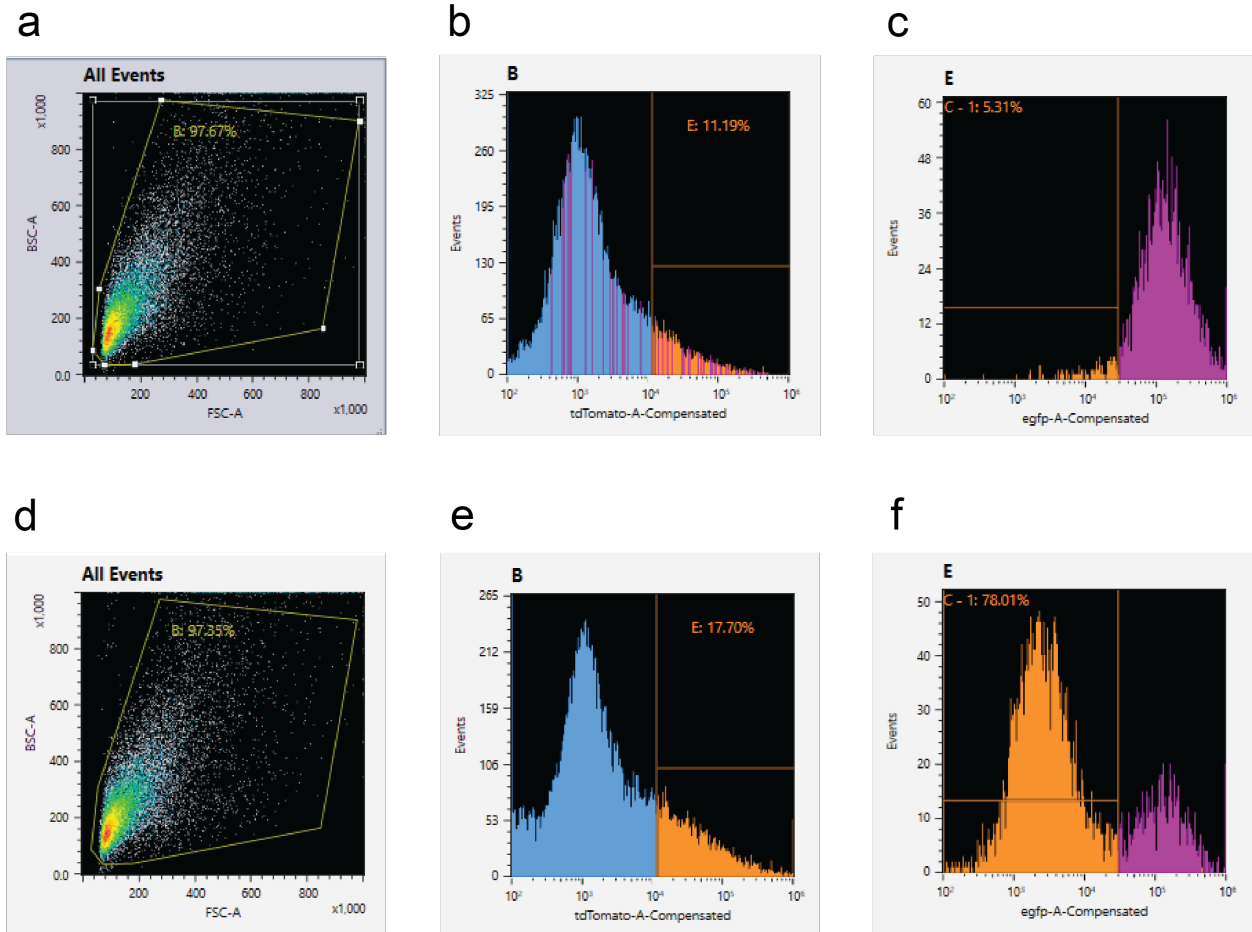 a
All Events
x1,000
B: 97.67%
BSC-A
800
600
400
200
0.0
200
400
600
800
x1,000
FSC-A
b
B
325
260
195
130
65
0
Events
E: 11.19%
10²
10³
10⁴
10⁵
10⁶
tdTomato-A-Compensated
c
E
60
48
36
24
12
0
Events
C - 1: 5.31%
10²
10³
10⁴
10⁵
10⁶
egfp-A-Compensated
d
All Events
x1,000
B: 97.35%
BSC-A
800
600
400
200
0.0
200
400
600
800
x1,000
FSC-A
e
B
265
212
159
106
53
0
Events
E: 17.70%
10²
10³
10⁴
10⁵
10⁶
tdTomato-A-Compensated
f
E
50
40
30
20
10
0
Events
C - 1: 78.01%
10²
10³
10⁴
10⁵
10⁶
egfp-A-Compensated